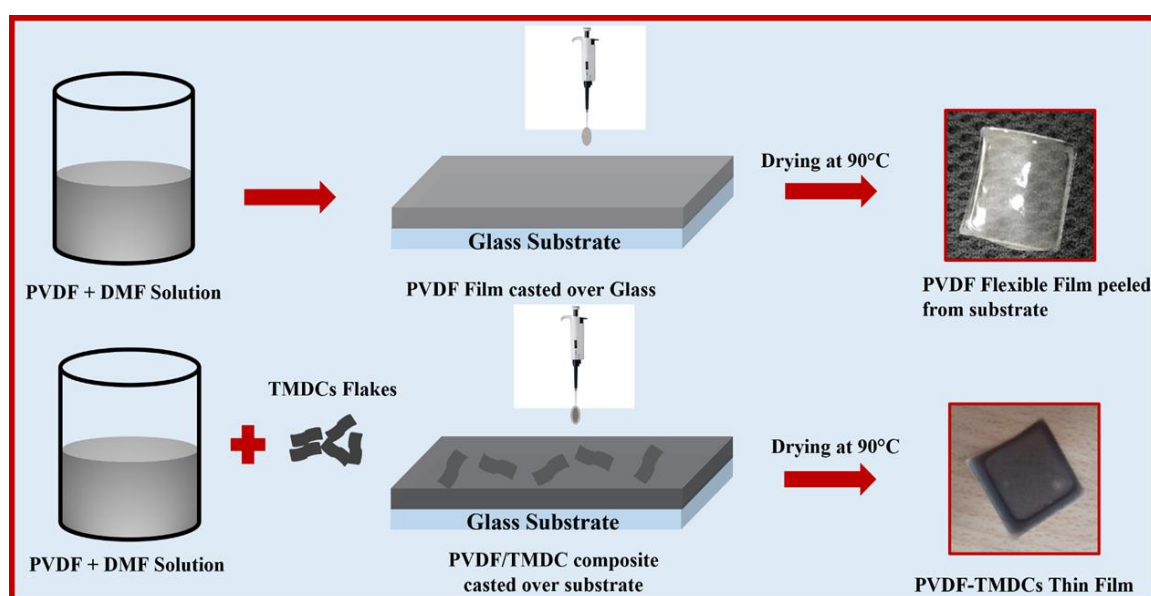 Drying at 90°C
Glass Substrate
PVDF + DMF Solution
PVDF Film casted over Glass
PVDF Flexible Film peeled
from substrate
TMDCs Flakes
Drying at 90°C
Glass Substrate
PVDF + DMF Solution
PVDF/TMDC composite
casted over substrate
PVDF-TMDCs Thin Film